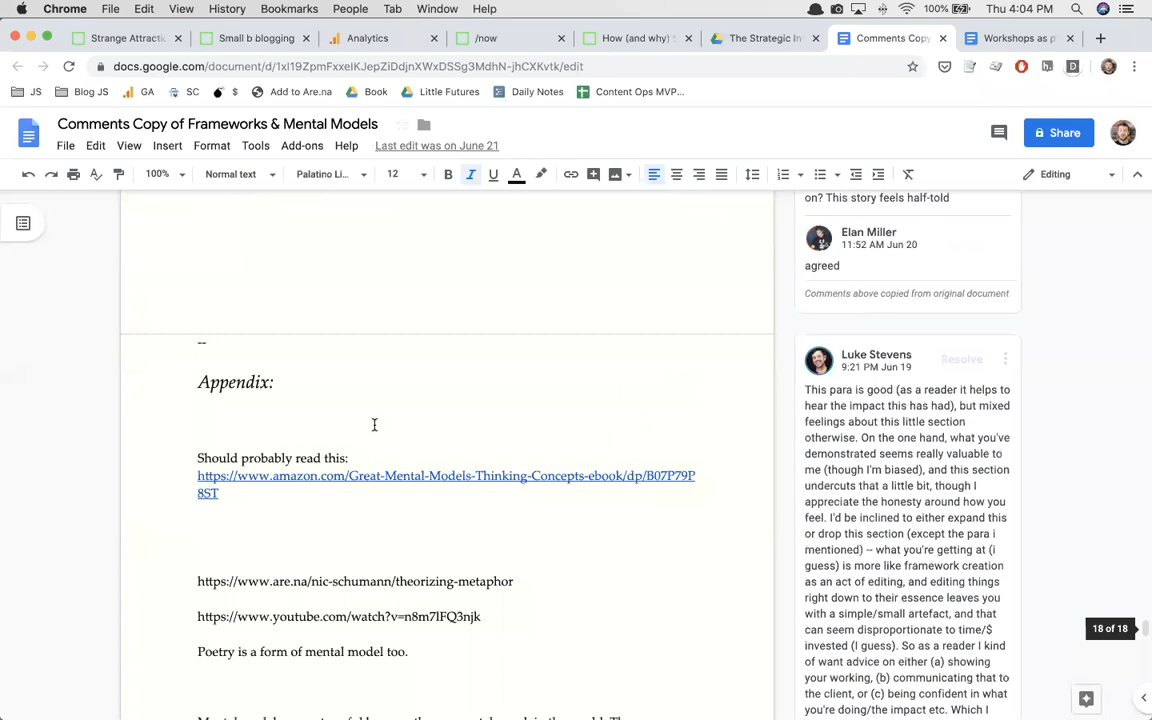 Chrome File Edit View History Bookmarks People Tab Window Help 100% Thu 4:04 PM
Strange Attracti Small b blogging Analytics /now How (and why) S The Strategic In Comments Copy Workshops as p
docs.google.com/document/d/1xl19ZpmFxxeIKJepZiDdjnXWxDSSg3MdhN-jhCXKvtk/edit
JS Blog JS GA SC $ Add to Are.na Book Little Futures Daily Notes Content Ops MVP...
Comments Copy of Frameworks & Mental Models
Share
File Edit View Insert Format Tools Add-ons Help Last edit was on June 21
100% Normal text Palatino Li... 12 B I U A Editing
on? This story feels half-told
Elan Miller
11:52 AM Jun 20
agreed
Comments above copied from original document
--
Appendix:
Should probably read this:
https://www.amazon.com/Great-Mental-Models-Thinking-Concepts-ebook/dp/B07P79P
8ST
https://www.are.na/nic-schumann/theorizing-metaphor
https://www.youtube.com/watch?v=n8m7lFQ3njk
Poetry is a form of mental model too.
Luke Stevens Resolve
9:21 PM Jun 19
This para is good (as a reader it helps to
hear the impact this has had), but mixed
feelings about this little section
otherwise. On the one hand, what you've
demonstrated seems really valuable to
me (though I'm biased), and this section
undercuts that a little bit, though I
appreciate the honesty around how you
feel. I'd be inclined to either expand this
or drop this section (except the para i
mentioned) -- what you're getting at (i
guess) is more like framework creation
as an act of editing, and editing things
right down to their essence leaves you
with a simple/small artefact, and that
can seem disproportionate to time/$
invested (I guess). So as a reader I kind
of want advice on either (a) showing
your working, (b) communicating that to
the client, or (c) being confident in what
you're doing/the impact etc. Which I
18 of 18